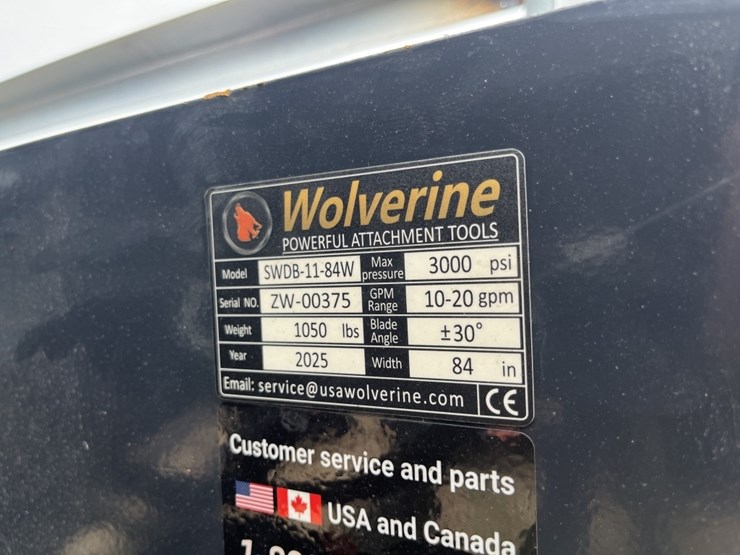 Wolverine
POWERFUL ATTACHMENT TOOLS
Model SWDB-11-84W Max pressure 3000 psi
Serial NO. ZW-00375 GPM Range 10-20 gpm
Weight 1050 lbs Blade Angle ±30°
Year 2025 Width 84 in
Email: service@usawolverine.com CE
Customer service and parts
USA and Canada